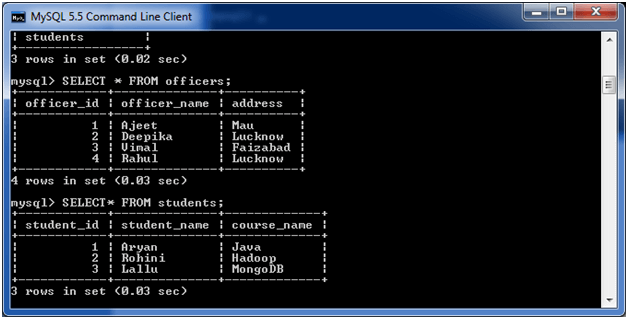 MySQL 5.5 Command Line Client
| students |
+-----------------+
3 rows in set (0.02 sec)
mysql> SELECT * FROM officers;
+------------+--------------+-----------+
| officer_id | officer_name | address |
+------------+--------------+-----------+
| 1 | Ajeet | Mau |
| 2 | Deepika | Lucknow |
| 3 | Vimal | Faizabad |
| 4 | Rahul | Lucknow |
+------------+--------------+-----------+
4 rows in set (0.03 sec)
mysql> SELECT* FROM students;
+------------+--------------+-------------+
| student_id | student_name | course_name |
+------------+--------------+-------------+
| 1 | Aryan | Java |
| 2 | Rohini | Hadoop |
| 3 | Lallu | MongoDB |
+------------+--------------+-------------+
3 rows in set (0.03 sec)